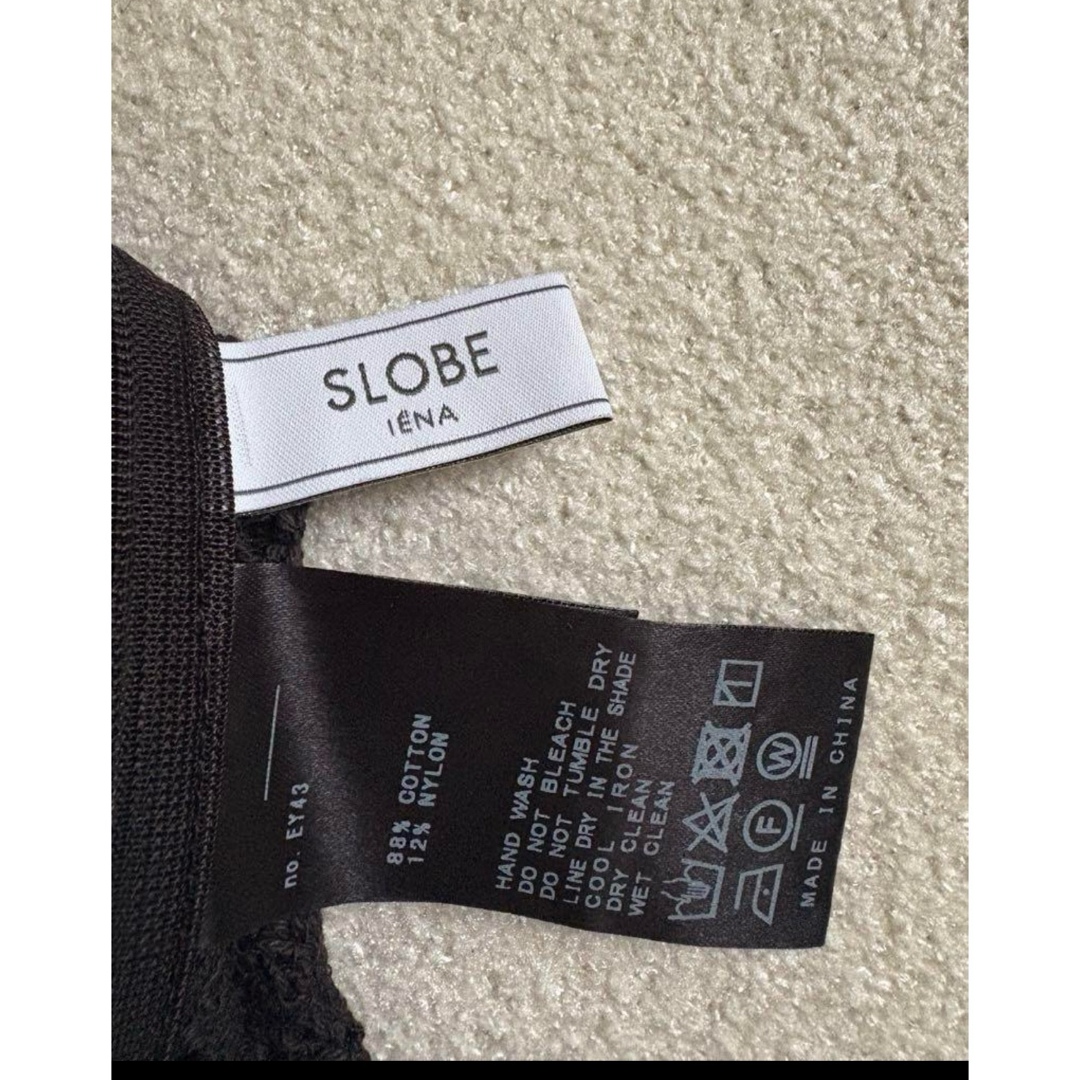 SLOBE
IÉNA
no. EY43
88% COTTON
12% NYLON
HAND WASH
DO NOT BLEACH
DO NOT TUMBLE DRY
LINE DRY IN THE SHADE
COOL IRON
DRY CLEAN
WET CLEAN
F
W
MADE IN CHINA